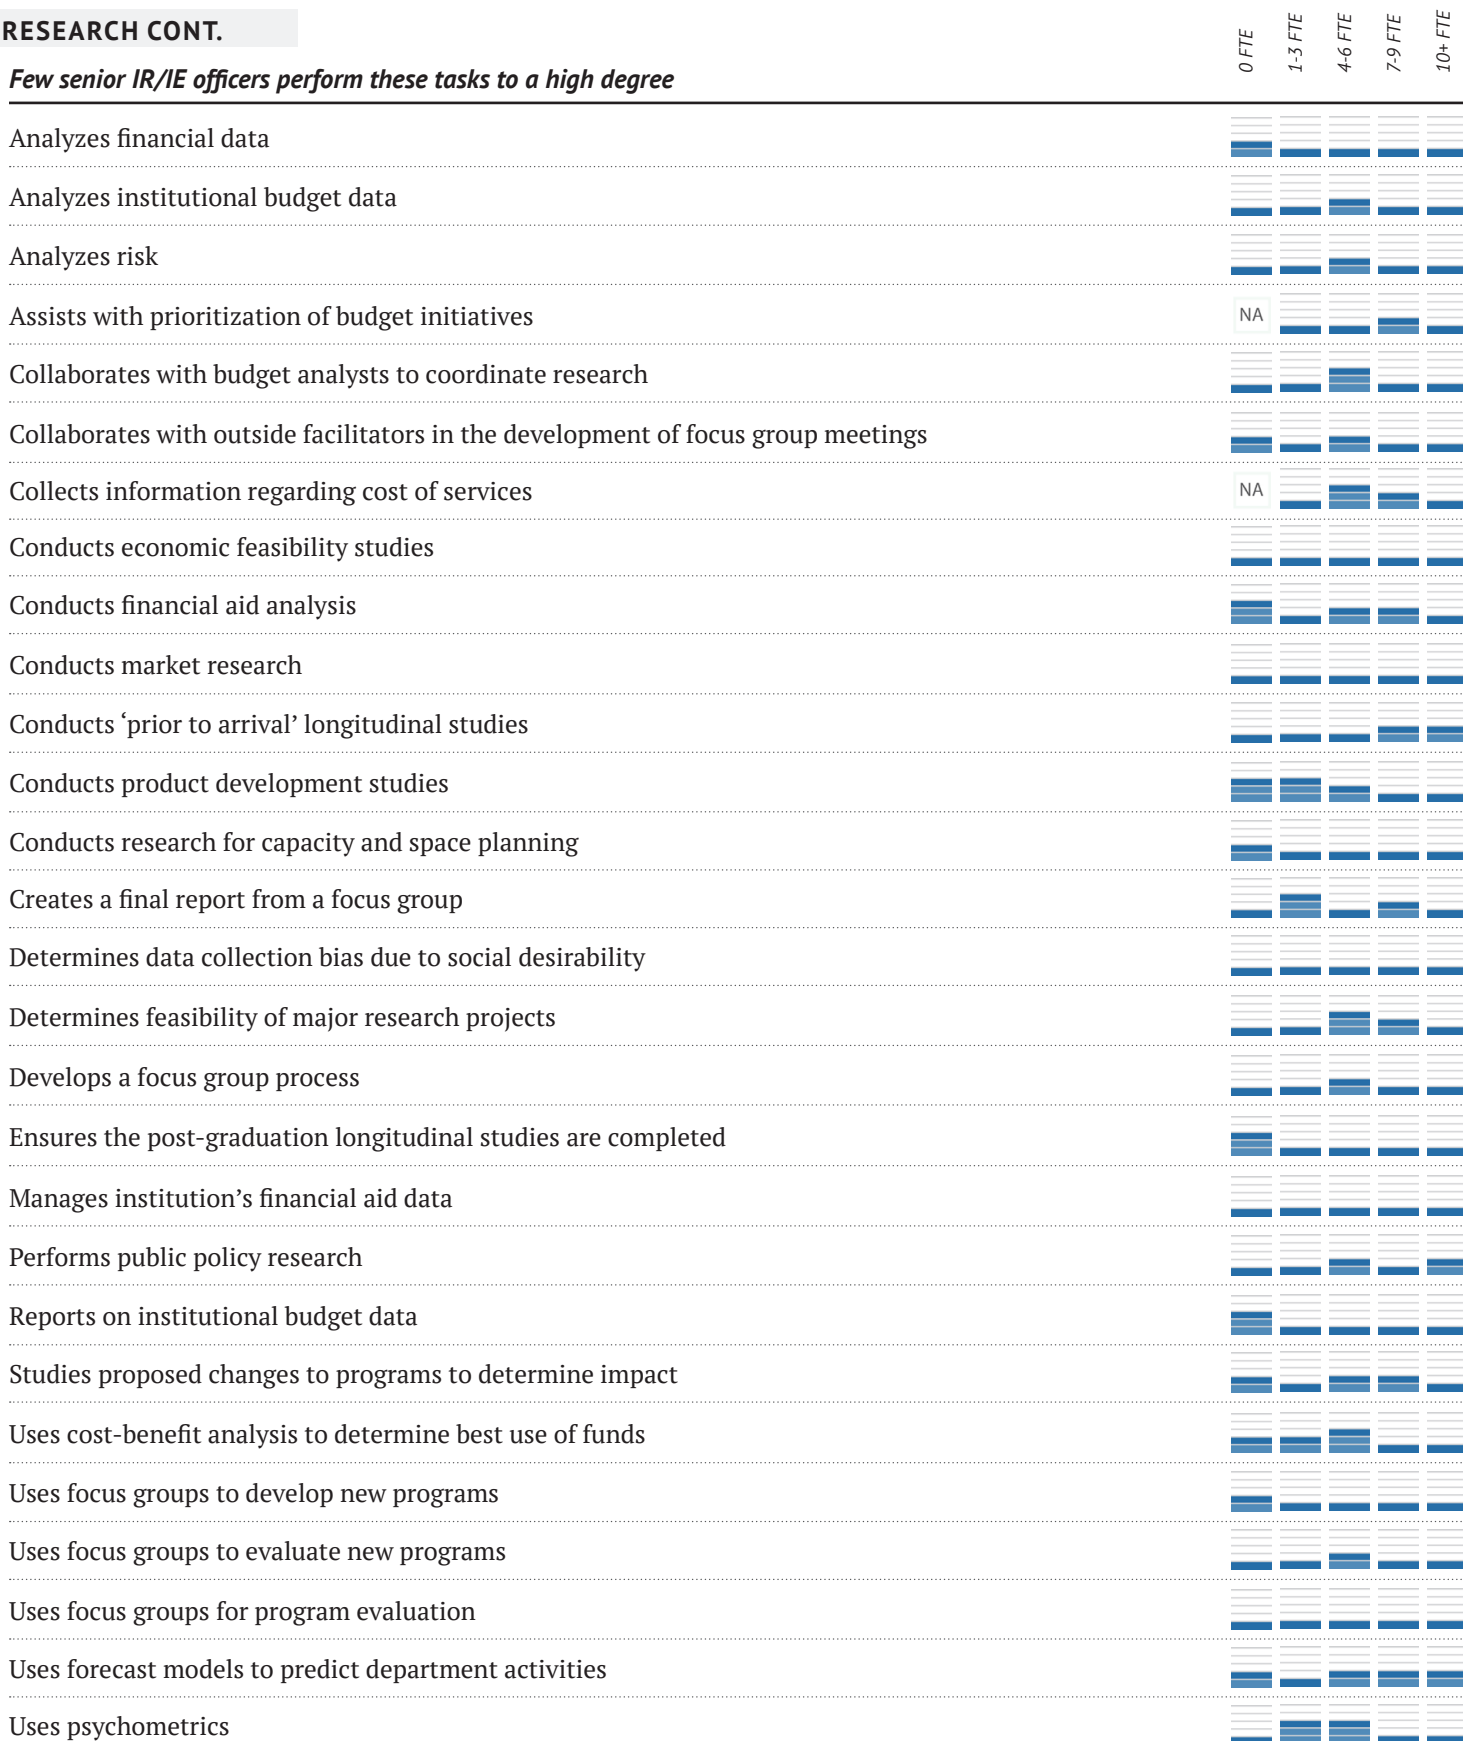 RESEARCH CONT.
Few senior IR/IE officers perform these tasks to a high degree
0 FTE
1-3 FTE
4-6 FTE
7-9 FTE
10+ FTE
Analyzes financial data
Analyzes institutional budget data
Analyzes risk
Assists with prioritization of budget initiatives
NA
Collaborates with budget analysts to coordinate research
Collaborates with outside facilitators in the development of focus group meetings
Collects information regarding cost of services
NA
Conducts economic feasibility studies
Conducts financial aid analysis
Conducts market research
Conducts ‘prior to arrival’ longitudinal studies
Conducts product development studies
Conducts research for capacity and space planning
Creates a final report from a focus group
Determines data collection bias due to social desirability
Determines feasibility of major research projects
Develops a focus group process
Ensures the post-graduation longitudinal studies are completed
Manages institution’s financial aid data
Performs public policy research
Reports on institutional budget data
Studies proposed changes to programs to determine impact
Uses cost-benefit analysis to determine best use of funds
Uses focus groups to develop new programs
Uses focus groups to evaluate new programs
Uses focus groups for program evaluation
Uses forecast models to predict department activities
Uses psychometrics